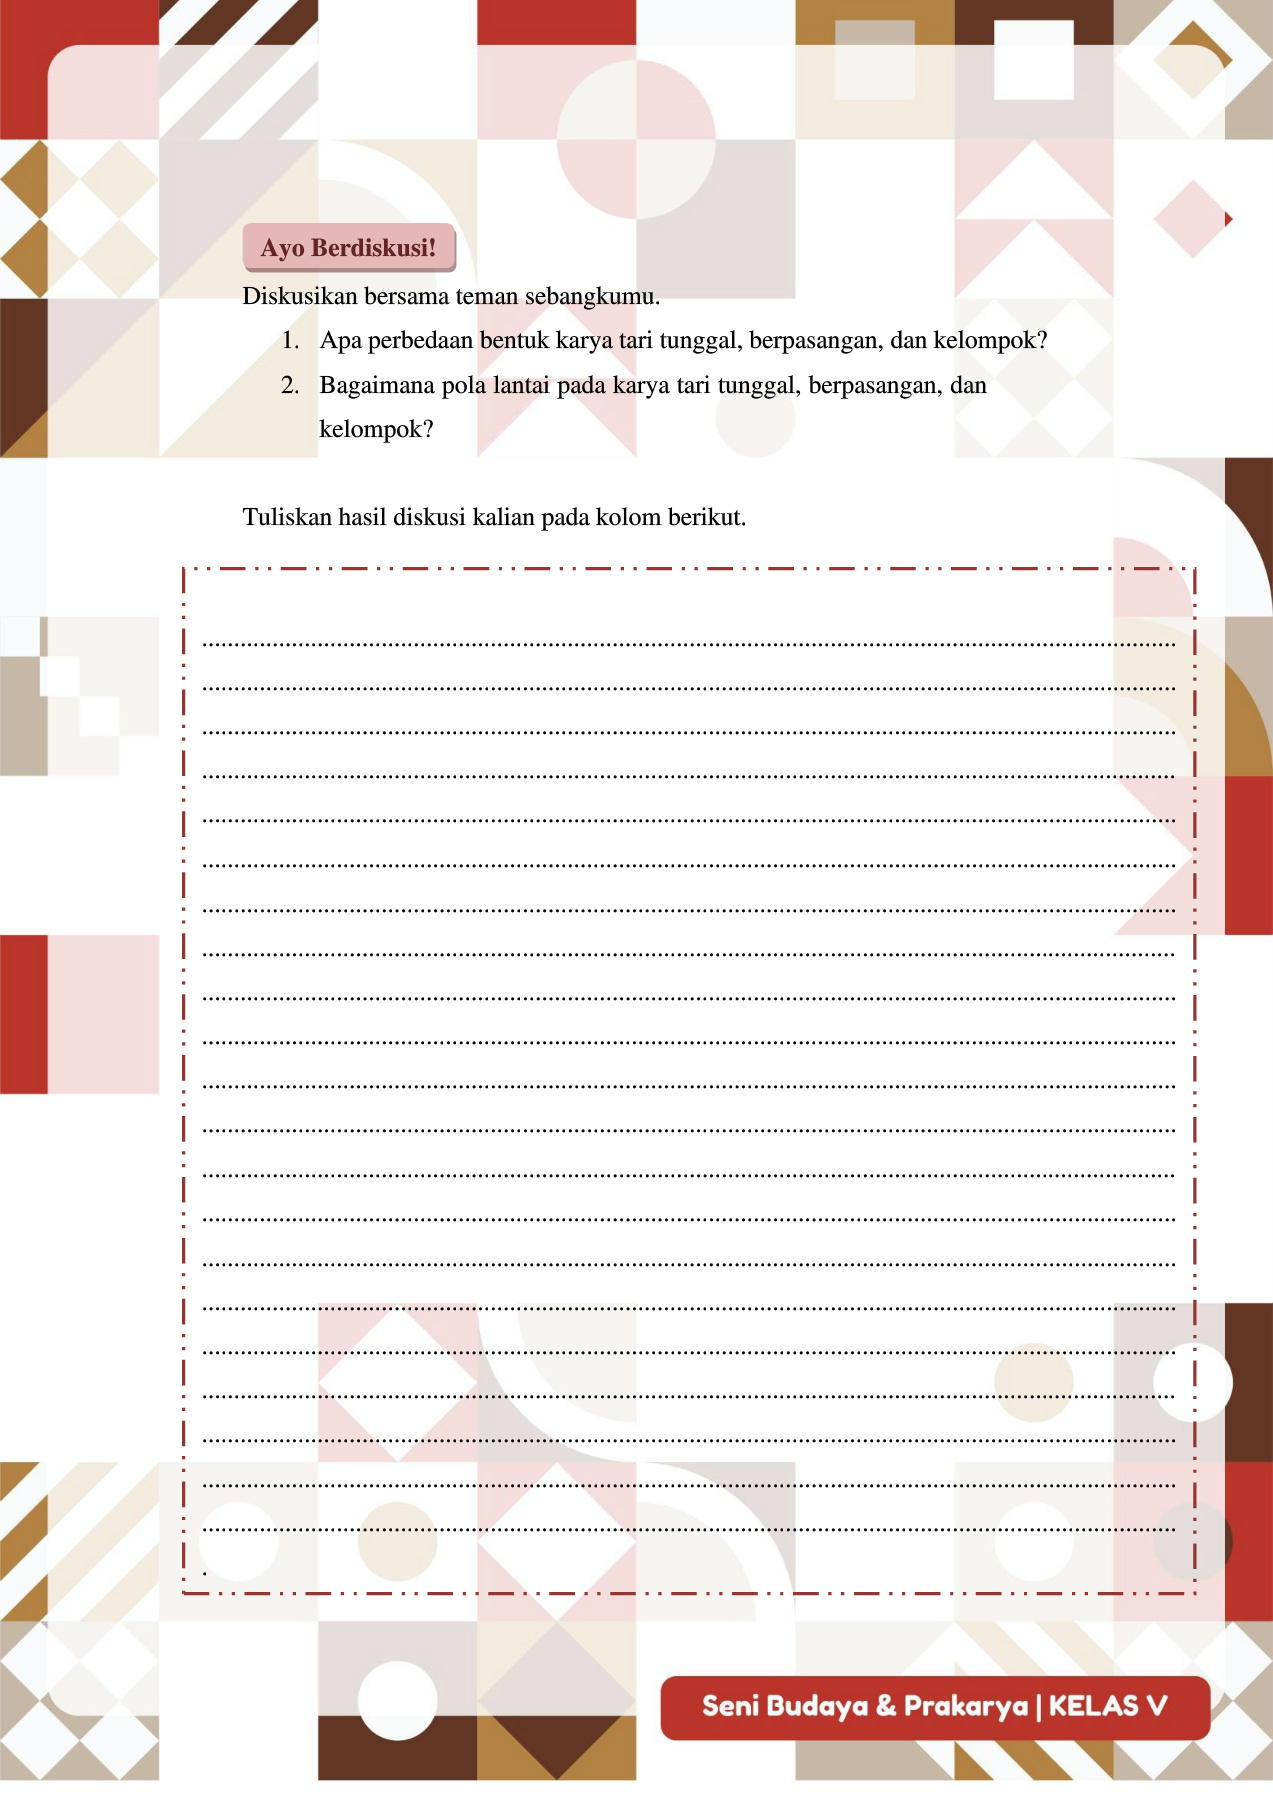 Ayo Berdiskusi!
Diskusikan bersama teman sebangkumu.
1. Apa perbedaan bentuk karya tari tunggal, berpasangan, dan kelompok?
2. Bagaimana pola lantai pada karya tari tunggal, berpasangan, dan
kelompok?
Tuliskan hasil diskusi kalian pada kolom berikut.
Seni Budaya & Prakarya | KELAS V